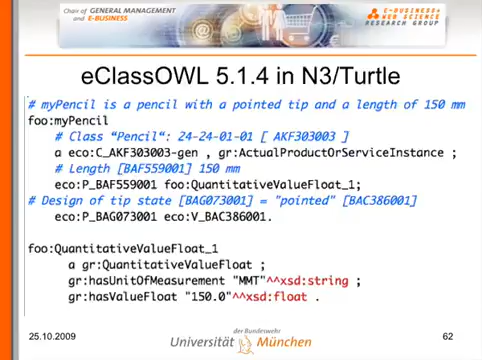 Chair of GENERAL MANAGEMENT
and E-BUSINESS
E-BUSINESS+
WEB SCIENCE
RESEARCH GROUP
eClassOWL 5.1.4 in N3/Turtle
# myPencil is a pencil with a pointed tip and a length of 150 mm
foo:myPencil
# Class "Pencil": 24-24-01-01 [ AKF303003 ]
a eco:C_AKF303003-gen , gr:ActualProductOrServiceInstance ;
# Length [BAF559001] 150 mm
eco:P_BAF559001 foo:QuantitativeValueFloat_1;
# Design of tip state [BAG073001] = "pointed" [BAC386001]
eco:P_BAG073001 eco:V_BAC386001.
foo:QuantitativeValueFloat_1
a gr:QuantitativeValueFloat ;
gr:hasUnitOfMeasurement "MMT"^^xsd:string ;
gr:hasValueFloat "150.0"^^xsd:float .
25.10.2009
der Bundeswehr
Universität München
62